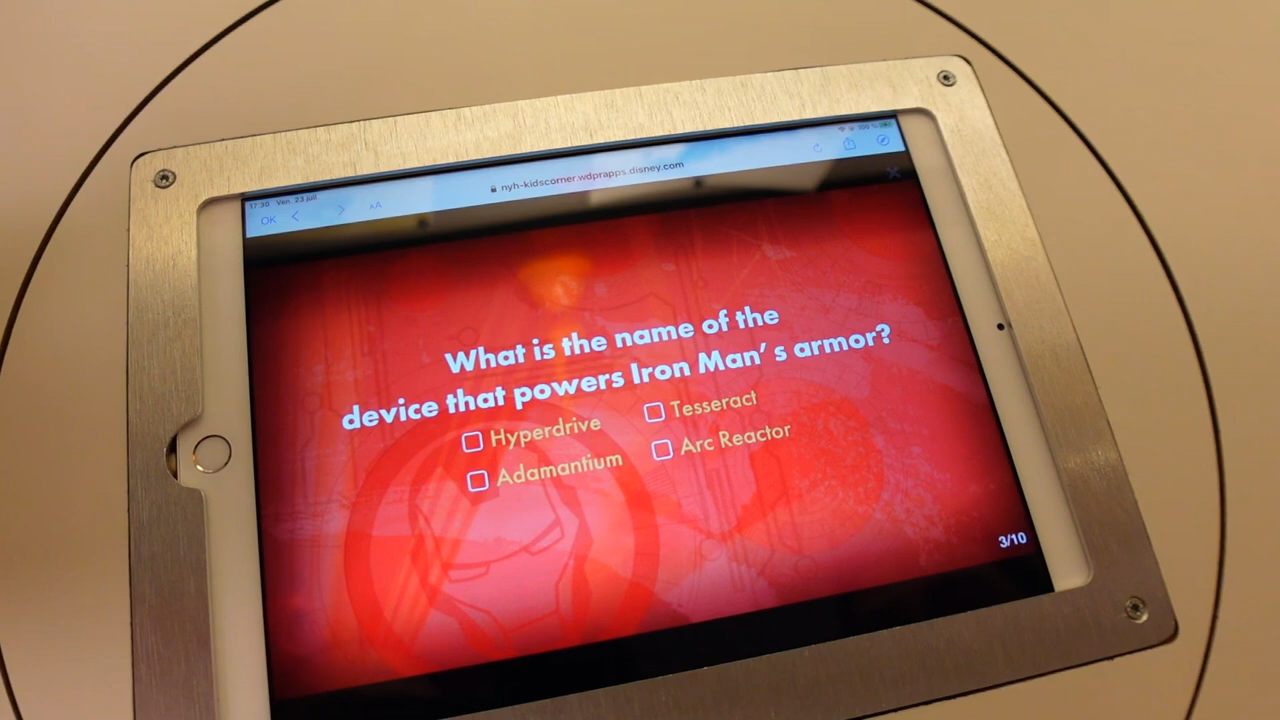 17:30 Ven. 23 juil
100 %
OK
AA
nyh-kidscorner.wdprapps.disney.com
What is the name of the
device that powers Iron Man’s armor?
Hyperdrive
Tesseract
Adamantium
Arc Reactor
3/10